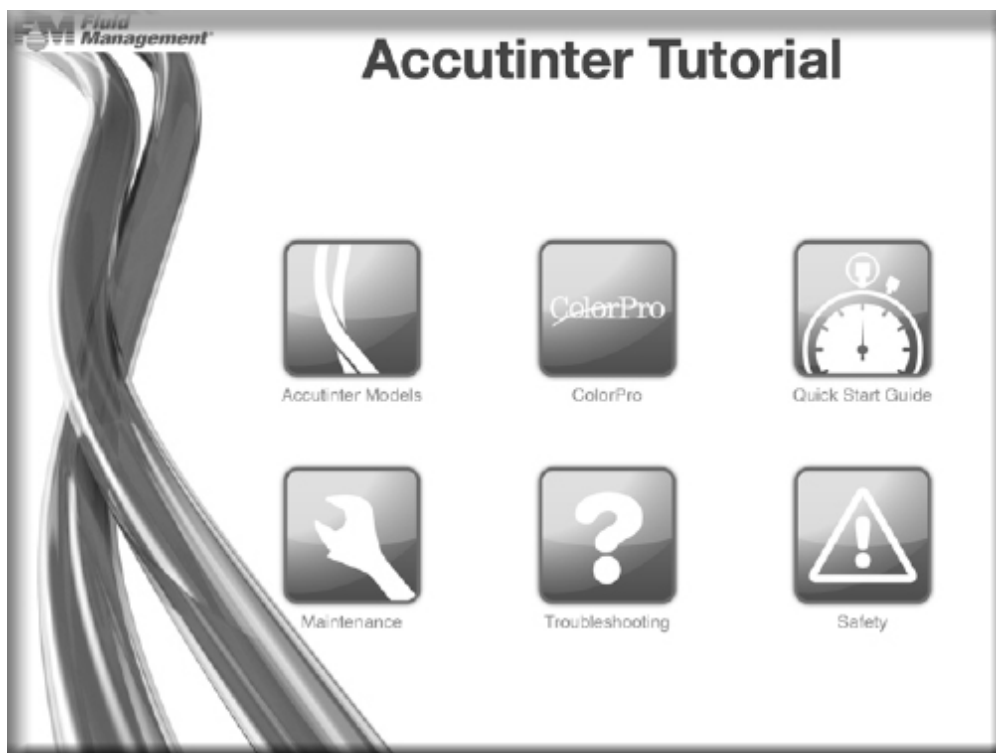 Fluid
Management
Accutinter Tutorial
ColorPro
Accutinter Models
ColorPro
Quick Start Guide
Maintenance
Troubleshooting
Safety